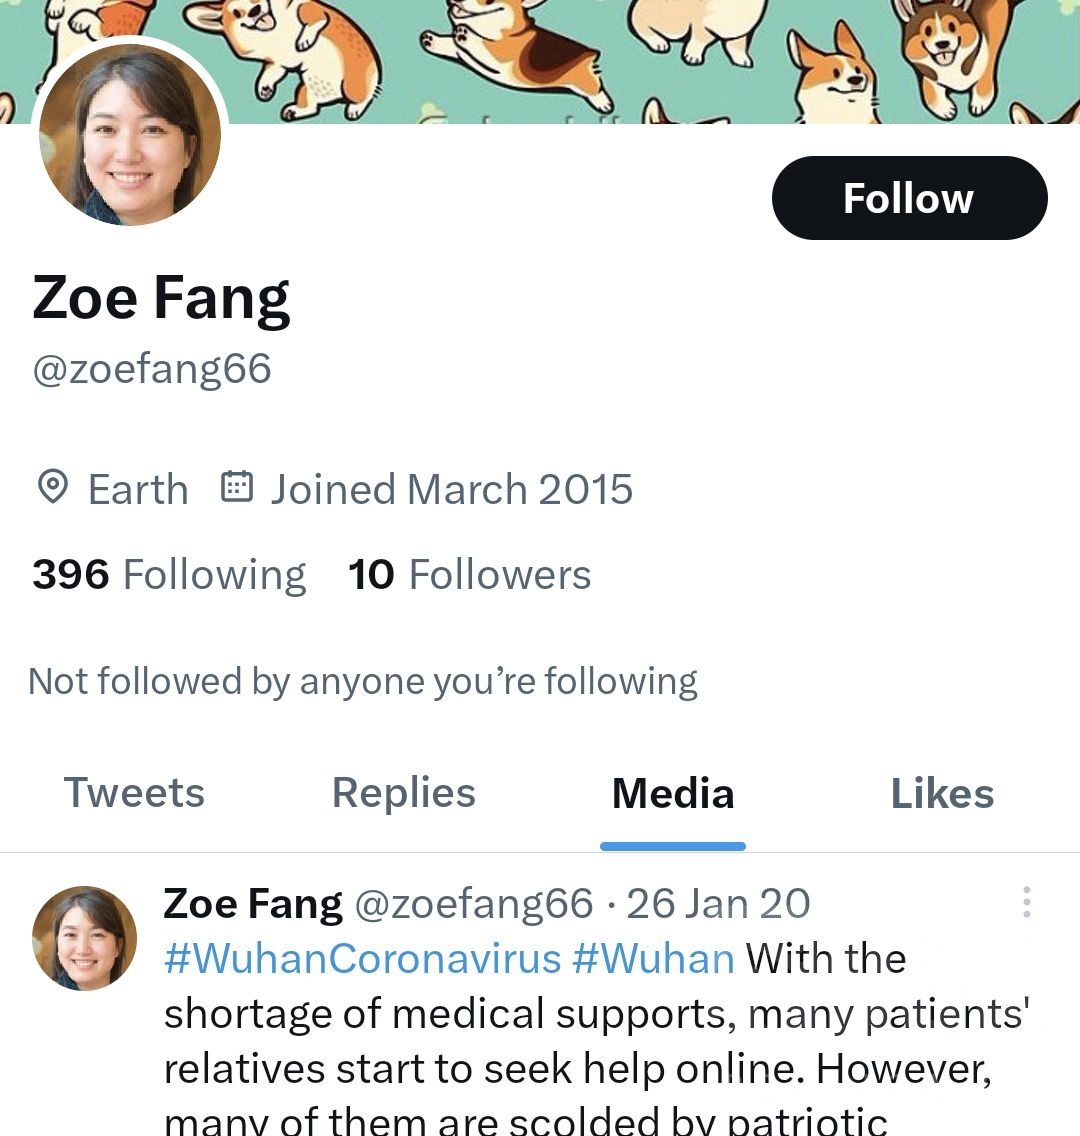 Follow
Zoe Fang
@zoefang66
Earth Joined March 2015
396 Following 10 Followers
Not followed by anyone you’re following
Tweets Replies Media Likes
Zoe Fang @zoefang66 · 26 Jan 20
#WuhanCoronavirus #Wuhan With the
shortage of medical supports, many patients'
relatives start to seek help online. However,
many of them are scolded by patriotic